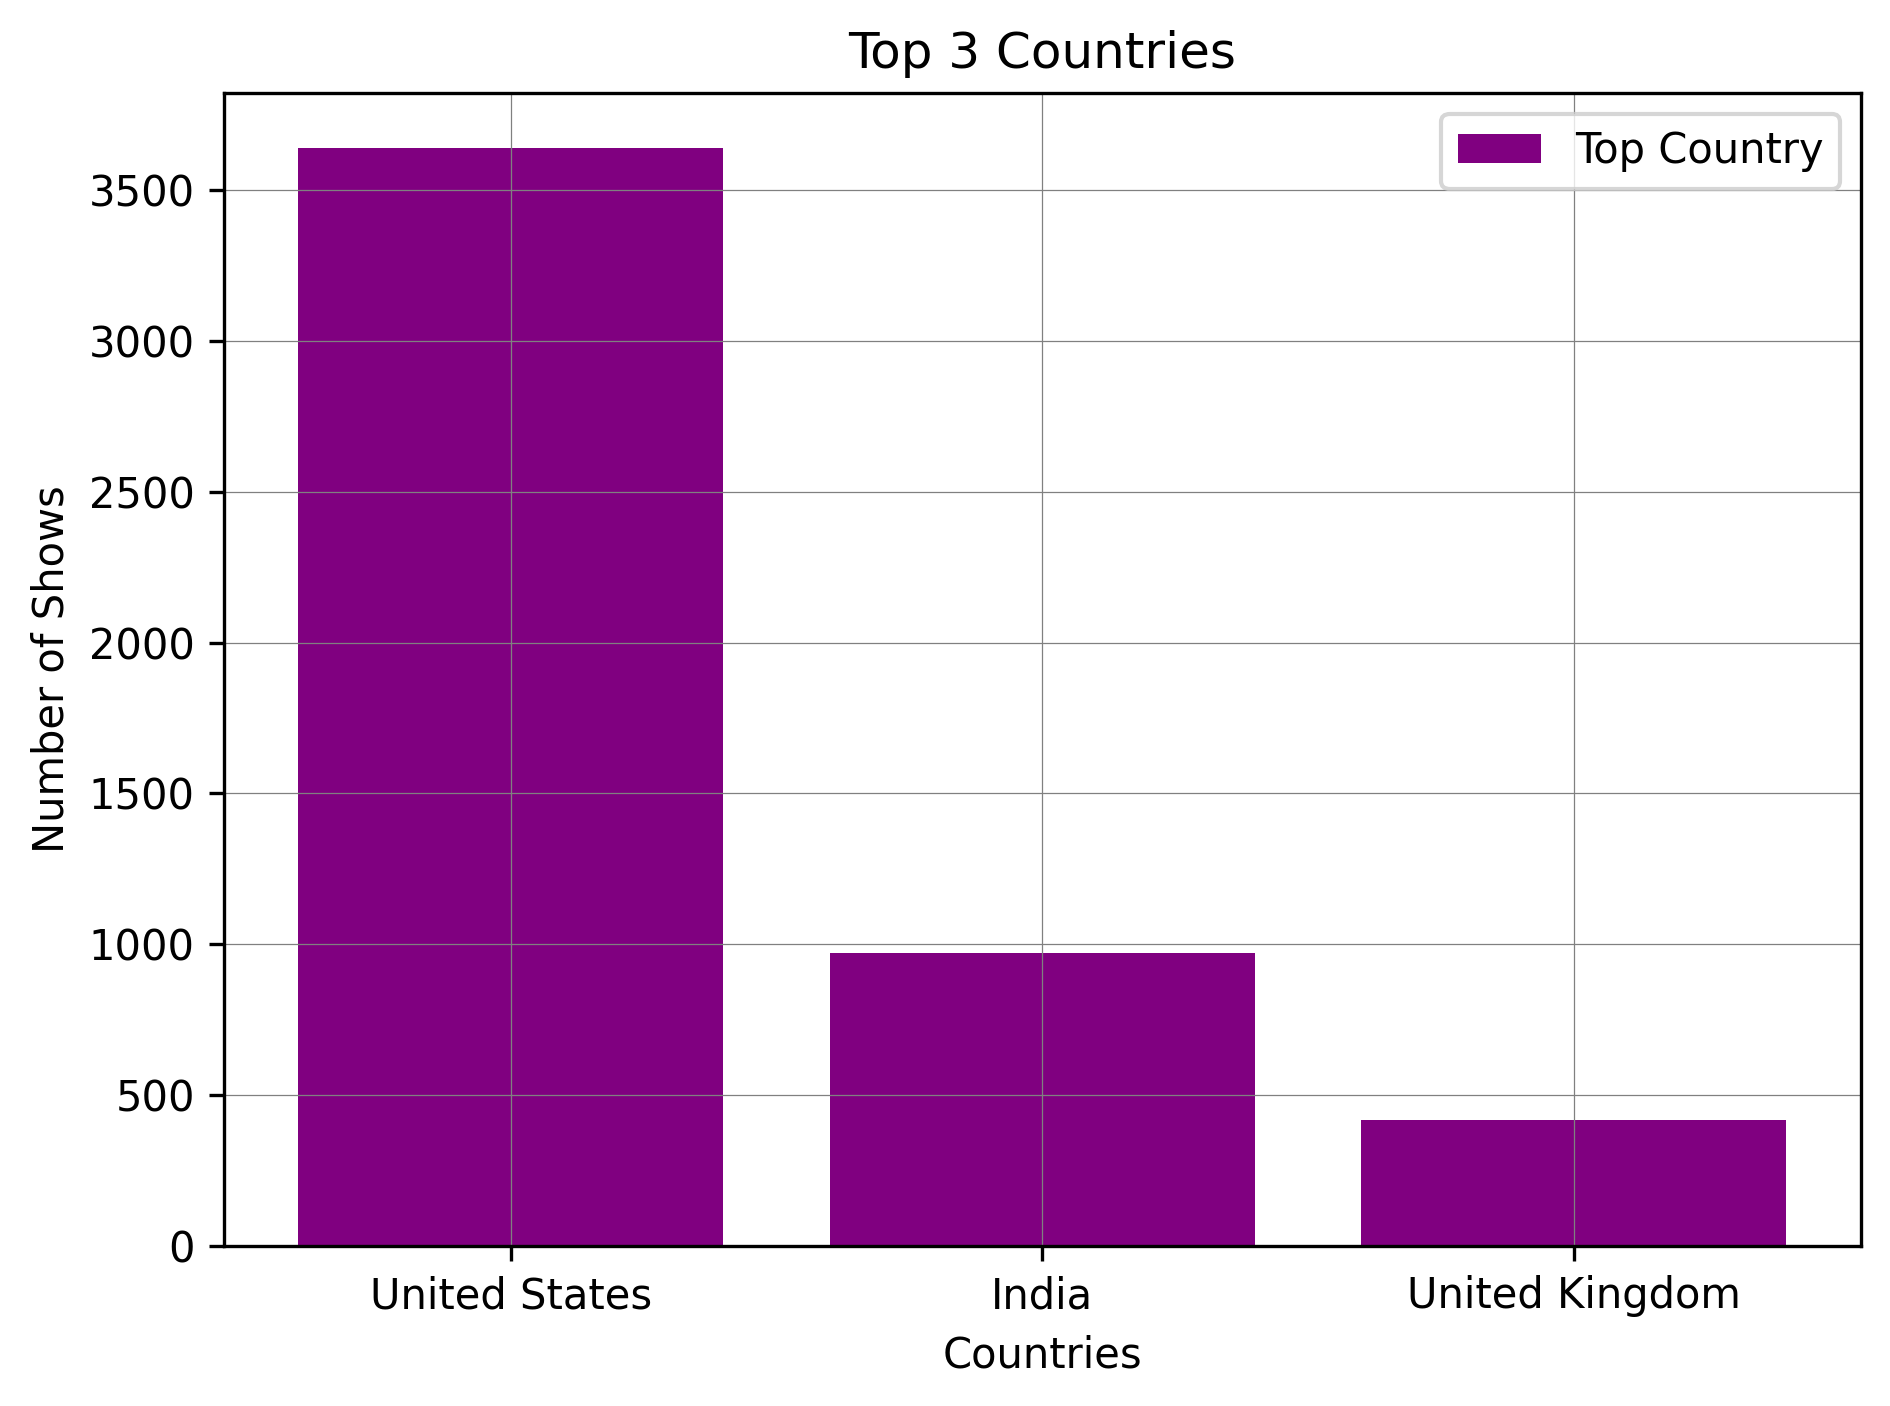 Top 3 Countries
Top Country
Number of Shows
3500
3000
2500
2000
1500
1000
500
0
United States
India
United Kingdom
Countries